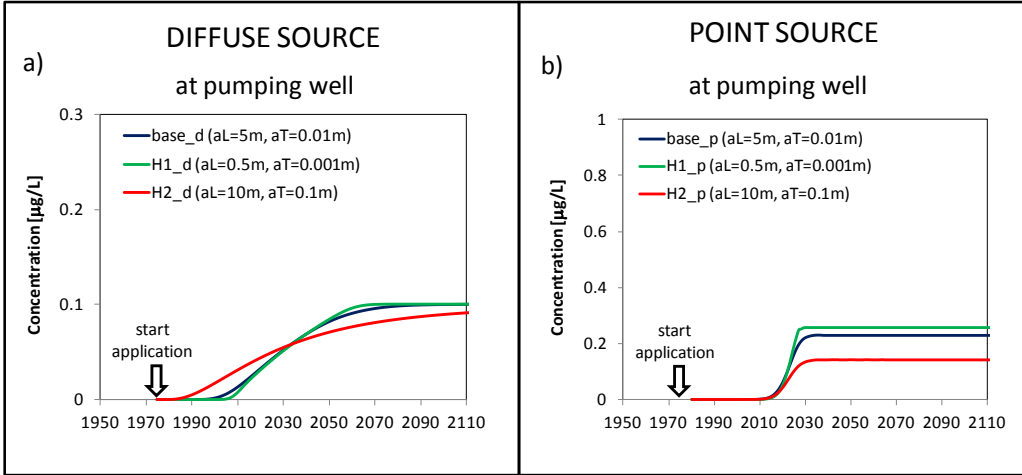 DIFFUSE SOURCE
a)
at pumping well
0.3
base_d (aL=5m, aT=0.01m)
H1_d (aL=0.5m, aT=0.001m)
H2_d (aL=10m, aT=0.1m)
0.2
Concentration [µg/L]
0.1
start
application
0
1950 1970 1990 2010 2030 2050 2070 2090 2110
POINT SOURCE
b)
at pumping well
1
base_p (aL=5m, aT=0.01m)
H1_p (aL=0.5m, aT=0.001m)
H2_p (aL=10m, aT=0.1m)
0.8
0.6
Concentration [µg/L]
0.4
start
application
0.2
0
1950 1970 1990 2010 2030 2050 2070 2090 2110